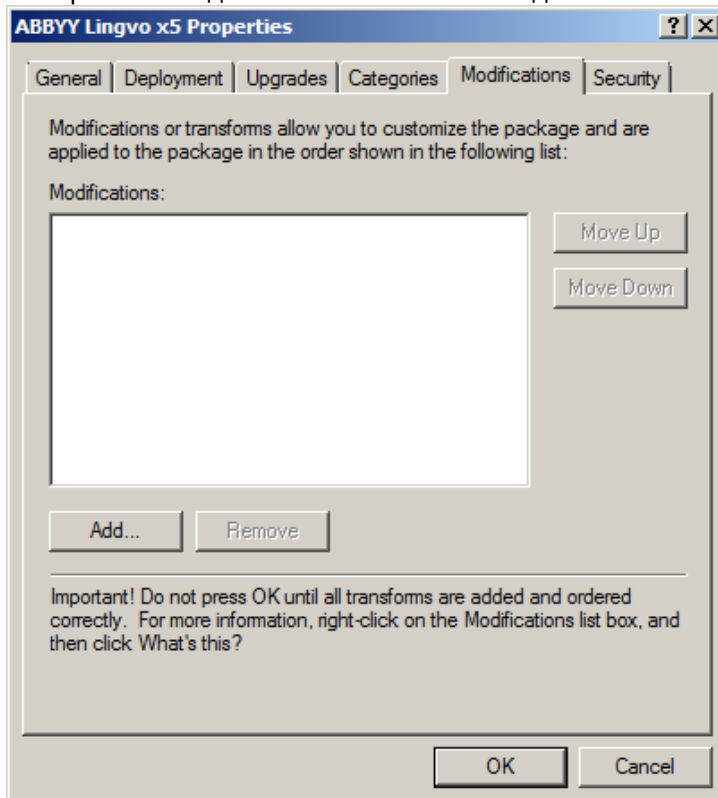 ABBYY Lingvo x5 Properties
General Deployment Upgrades Categories Modifications Security
Modifications or transforms allow you to customize the package and are
applied to the package in the order shown in the following list:
Modifications:
Move Up
Move Down
Add... Remove
Important! Do not press OK until all transforms are added and ordered
correctly. For more information, right-click on the Modifications list box, and
then click What's this?
OK Cancel